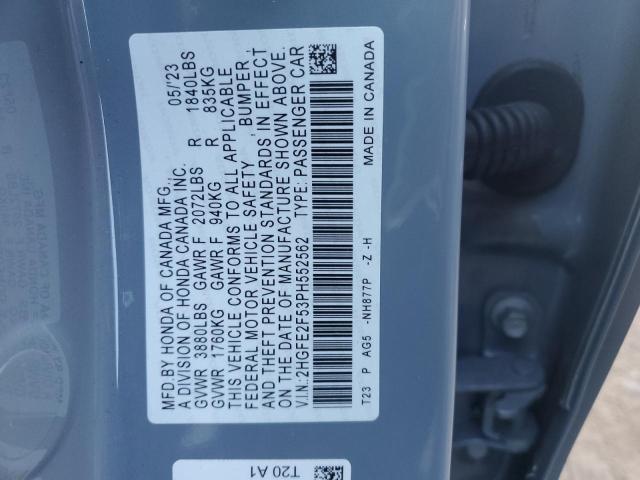 MFD.BY HONDA OF CANADA MFG., 05/'23
A DIVISION OF HONDA CANADA INC.
GVWR 3880LBS GAWR F 2072LBS R 1840LBS
GVWR 1760KG GAWR F 940KG R 835KG
THIS VEHICLE CONFORMS TO ALL APPLICABLE
FEDERAL MOTOR VEHICLE SAFETY , BUMPER ,
AND THEFT PREVENTION STANDARDS IN EFFECT
ON THE DATE OF MANUFACTURE SHOWN ABOVE.
V.I.N.:2HGFE2F53PH552562 TYPE: PASSENGER CAR
T23 P AG5 -NH877P -Z -H MADE IN CANADA
T20 A1